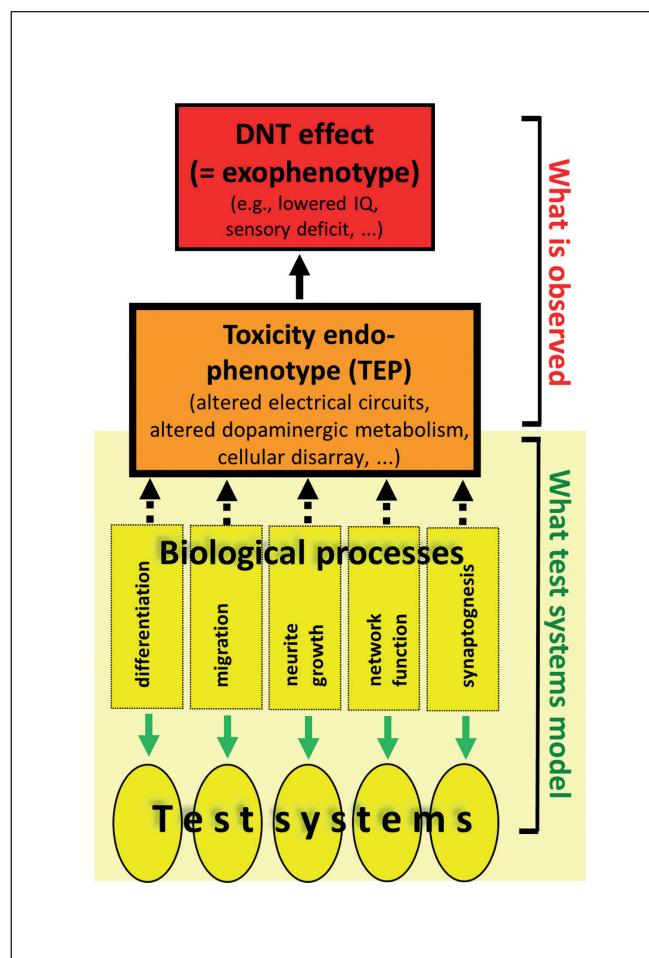 DNT effect
(= exophenotype)
(e.g., lowered IQ,
sensory deficit, ...)
What is observed
Toxicity endo-
phenotype (TEP)
(altered electrical circuits,
altered dopaminergic metabolism,
cellular disarray, ...)
What test systems model
Biological processes
differentiation
migration
neurite
growth
network
function
synaptognesis
Test systems